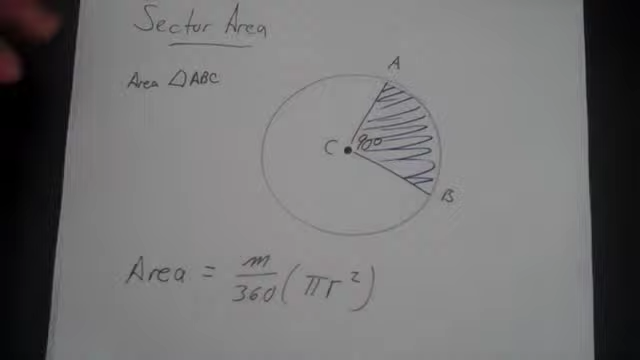 Sector Area
Area ⌓ABC
A
C 90°
B
Area = m/360 (πr²)